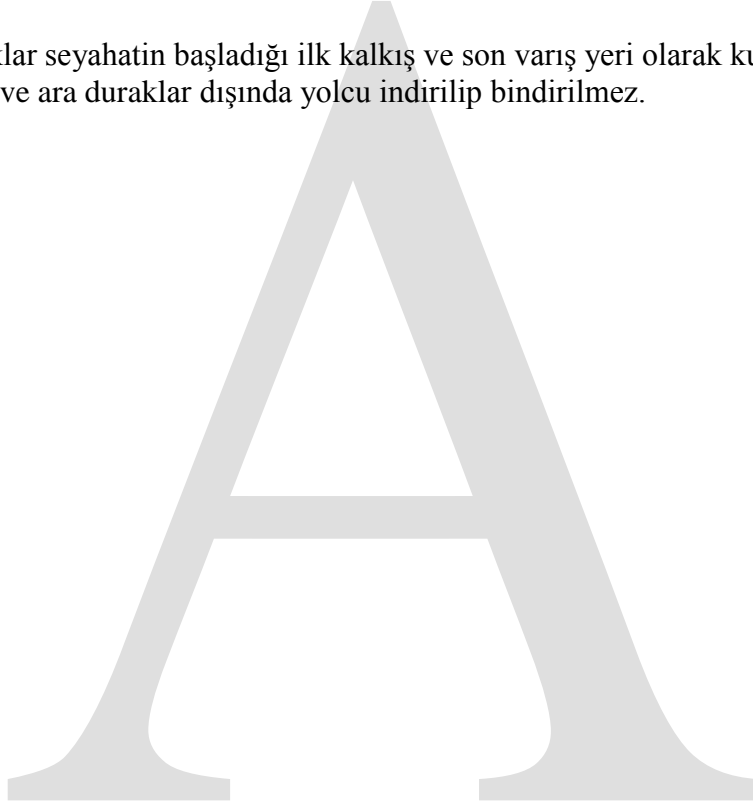 klar seyahatin başladığı ilk kalkış ve son varış yeri olarak ku
ve ara duraklar dışında yolcu indirilip bindirilmez.
A